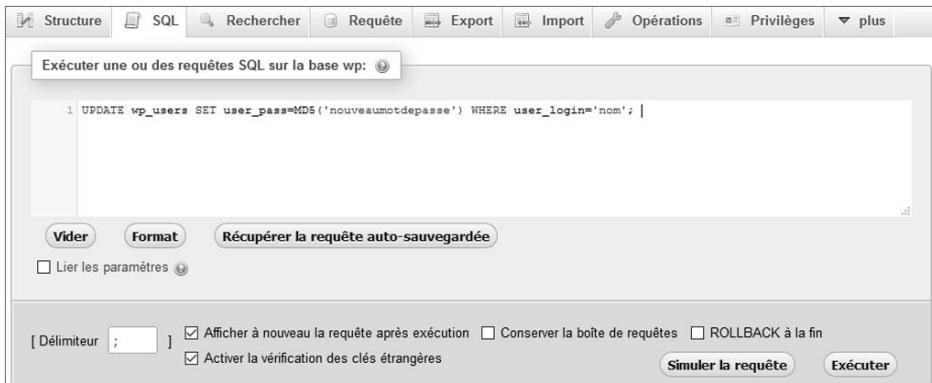 Structure SQL Rechercher Requête Export Import Opérations Privilèges plus
Exécuter une ou des requêtes SQL sur la base wp:
1 UPDATE wp_users SET user_pass=MD5('nouveaumotdepasse') WHERE user_login='nom';
Vider Format Récupérer la requête auto-sauvegardée
Lier les paramètres
[ Délimiteur ; ] Afficher à nouveau la requête après exécution Conserver la boîte de requêtes ROLLBACK à la fin
Activer la vérification des clés étrangères
Simuler la requête Exécuter